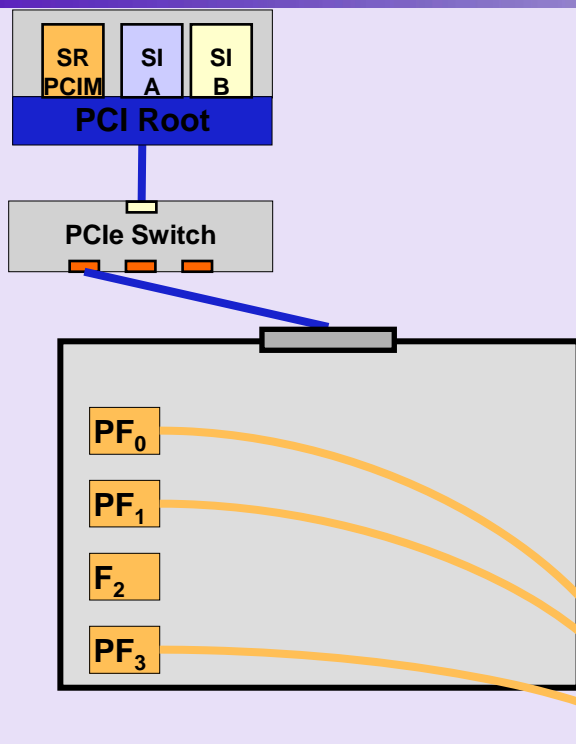 SR SI SI
PCIM A B
PCI Root
PCIe Switch
PF0
PF1
F2
PF3